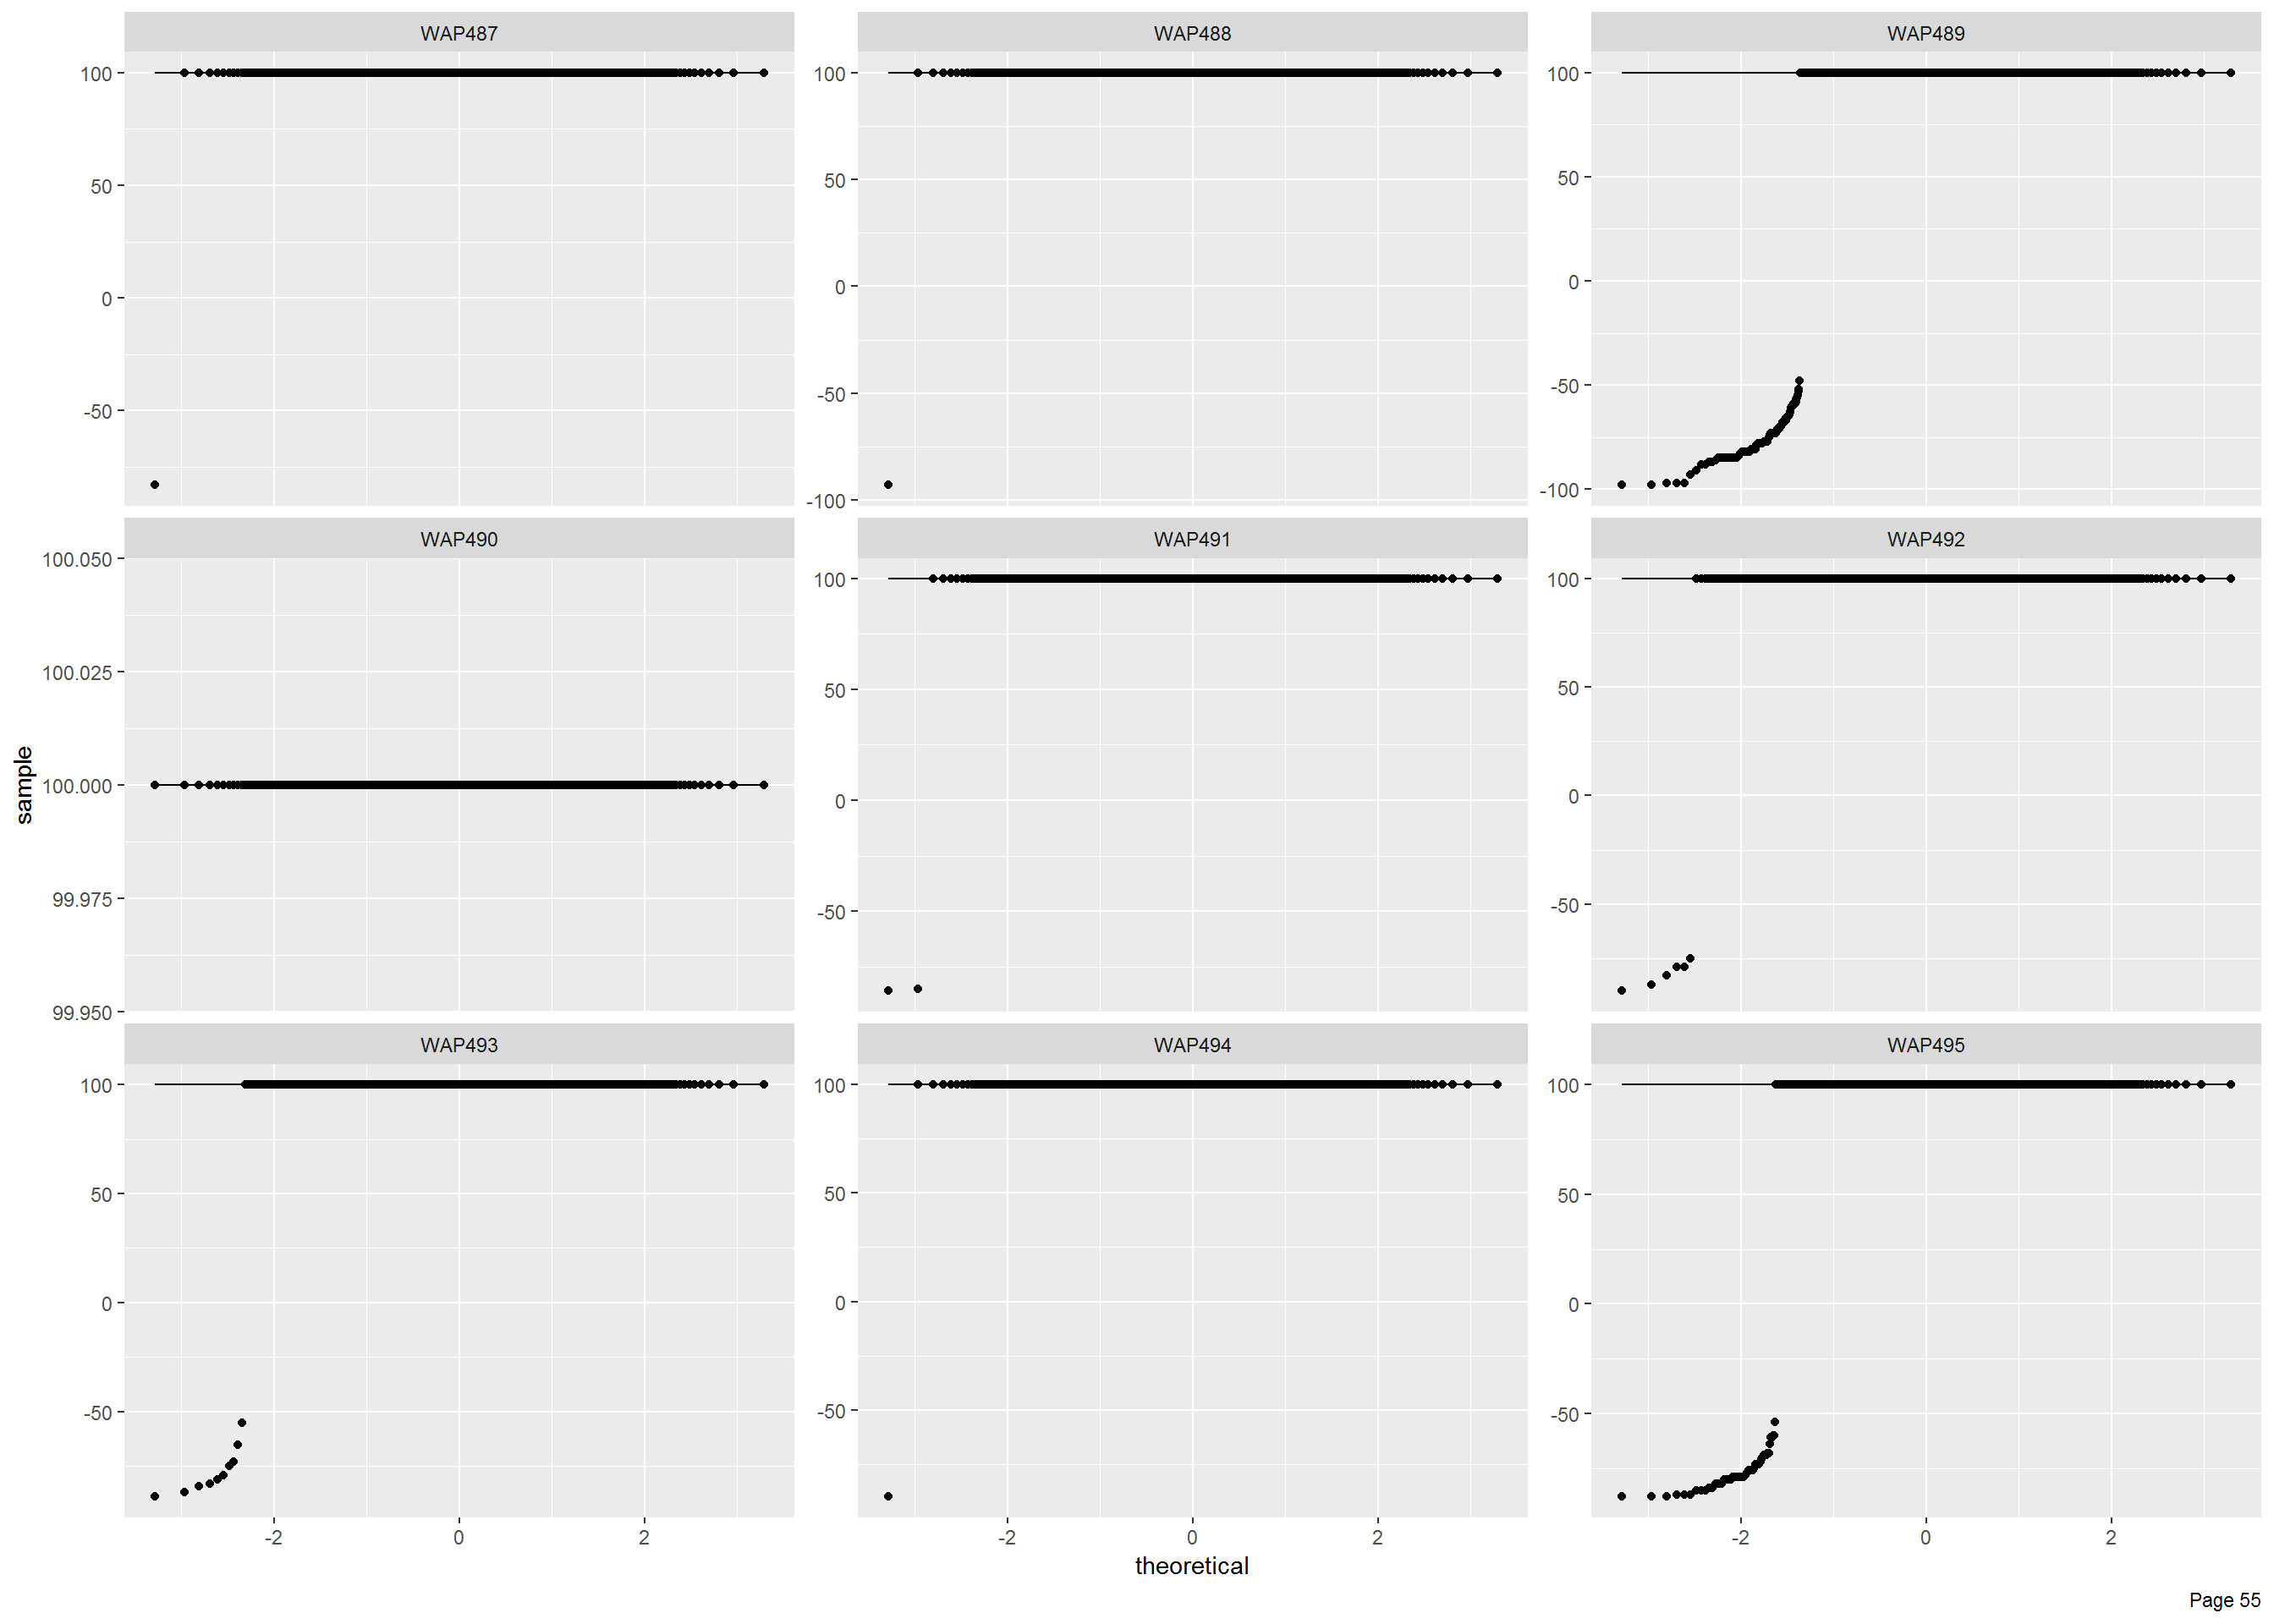 WAP487 WAP488 WAP489
100 100 100
50 50 50
0 0 0
-50 -50 -50
-100 -100
WAP490 WAP491 WAP492
100.050 100 100
100.025 50 50
100.000 0 0
99.975 -50 -50
99.950
sample
WAP493 WAP494 WAP495
100 100 100
50 50 50
0 0 0
-50 -50 -50
-2 0 2 -2 0 2 -2 0 2
theoretical
Page 55